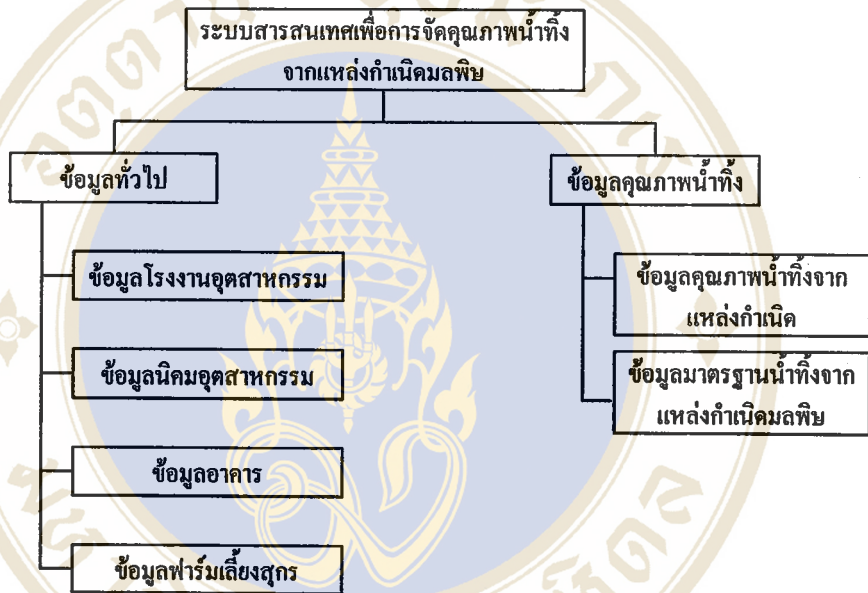 ระบบสารสนเทศเพื่อการจัดคุณภาพน้ำทิ้ง
จากแหล่งกำเนิดมลพิษ
ข้อมูลทั่วไป
ข้อมูลโรงงานอุตสาหกรรม
ข้อมูลนิคมอุตสาหกรรม
ข้อมูลอาคาร
ข้อมูลฟาร์มเลี้ยงสุกร
ข้อมูลคุณภาพน้ำทิ้ง
ข้อมูลคุณภาพน้ำทิ้งจาก
แหล่งกำเนิด
ข้อมูลมาตรฐานน้ำทิ้งจาก
แหล่งกำเนิดมลพิษ